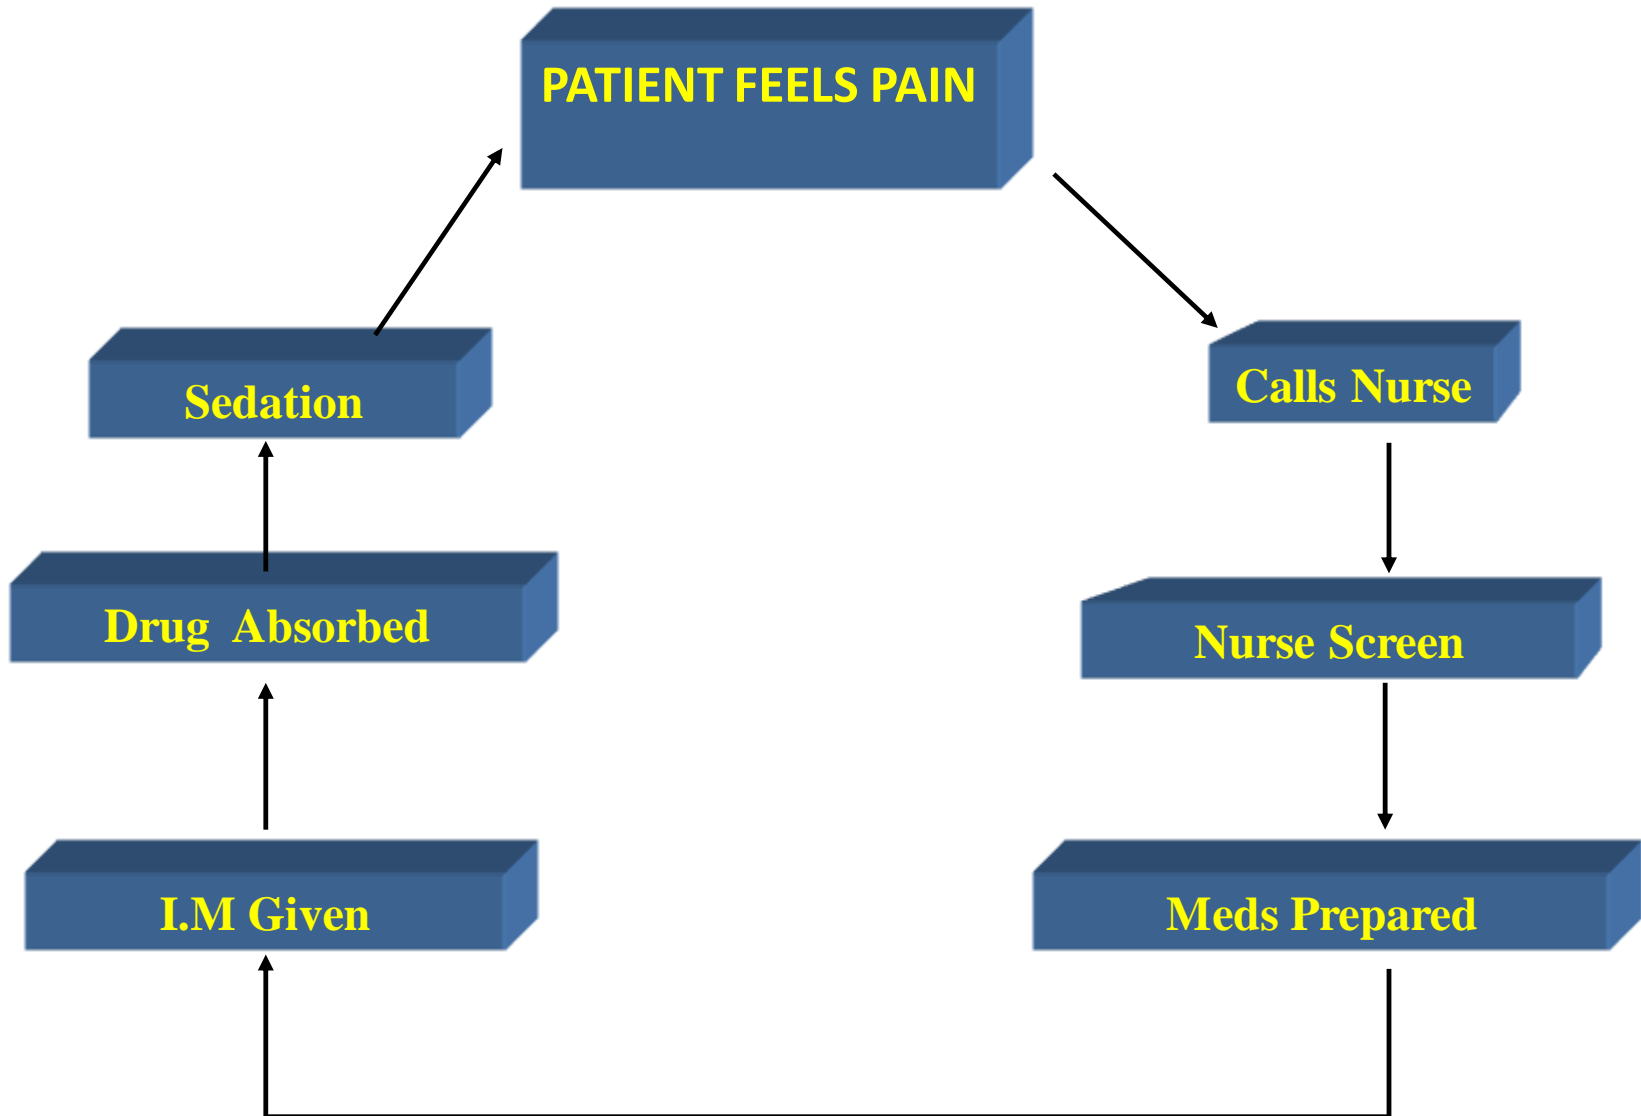 PATIENT FEELS PAIN
Calls Nurse
Nurse Screen
Meds Prepared
I.M Given
Drug  Absorbed
Sedation